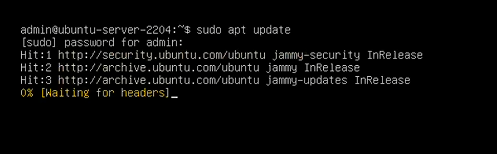 admin@ubuntu-server-2204:~$ sudo apt update
[sudo] password for admin:
Hit:1 http://security.ubuntu.com/ubuntu jammy-security InRelease
Hit:2 http://archive.ubuntu.com/ubuntu jammy InRelease
Hit:3 http://archive.ubuntu.com/ubuntu jammy-updates InRelease
0% [Waiting for headers]_